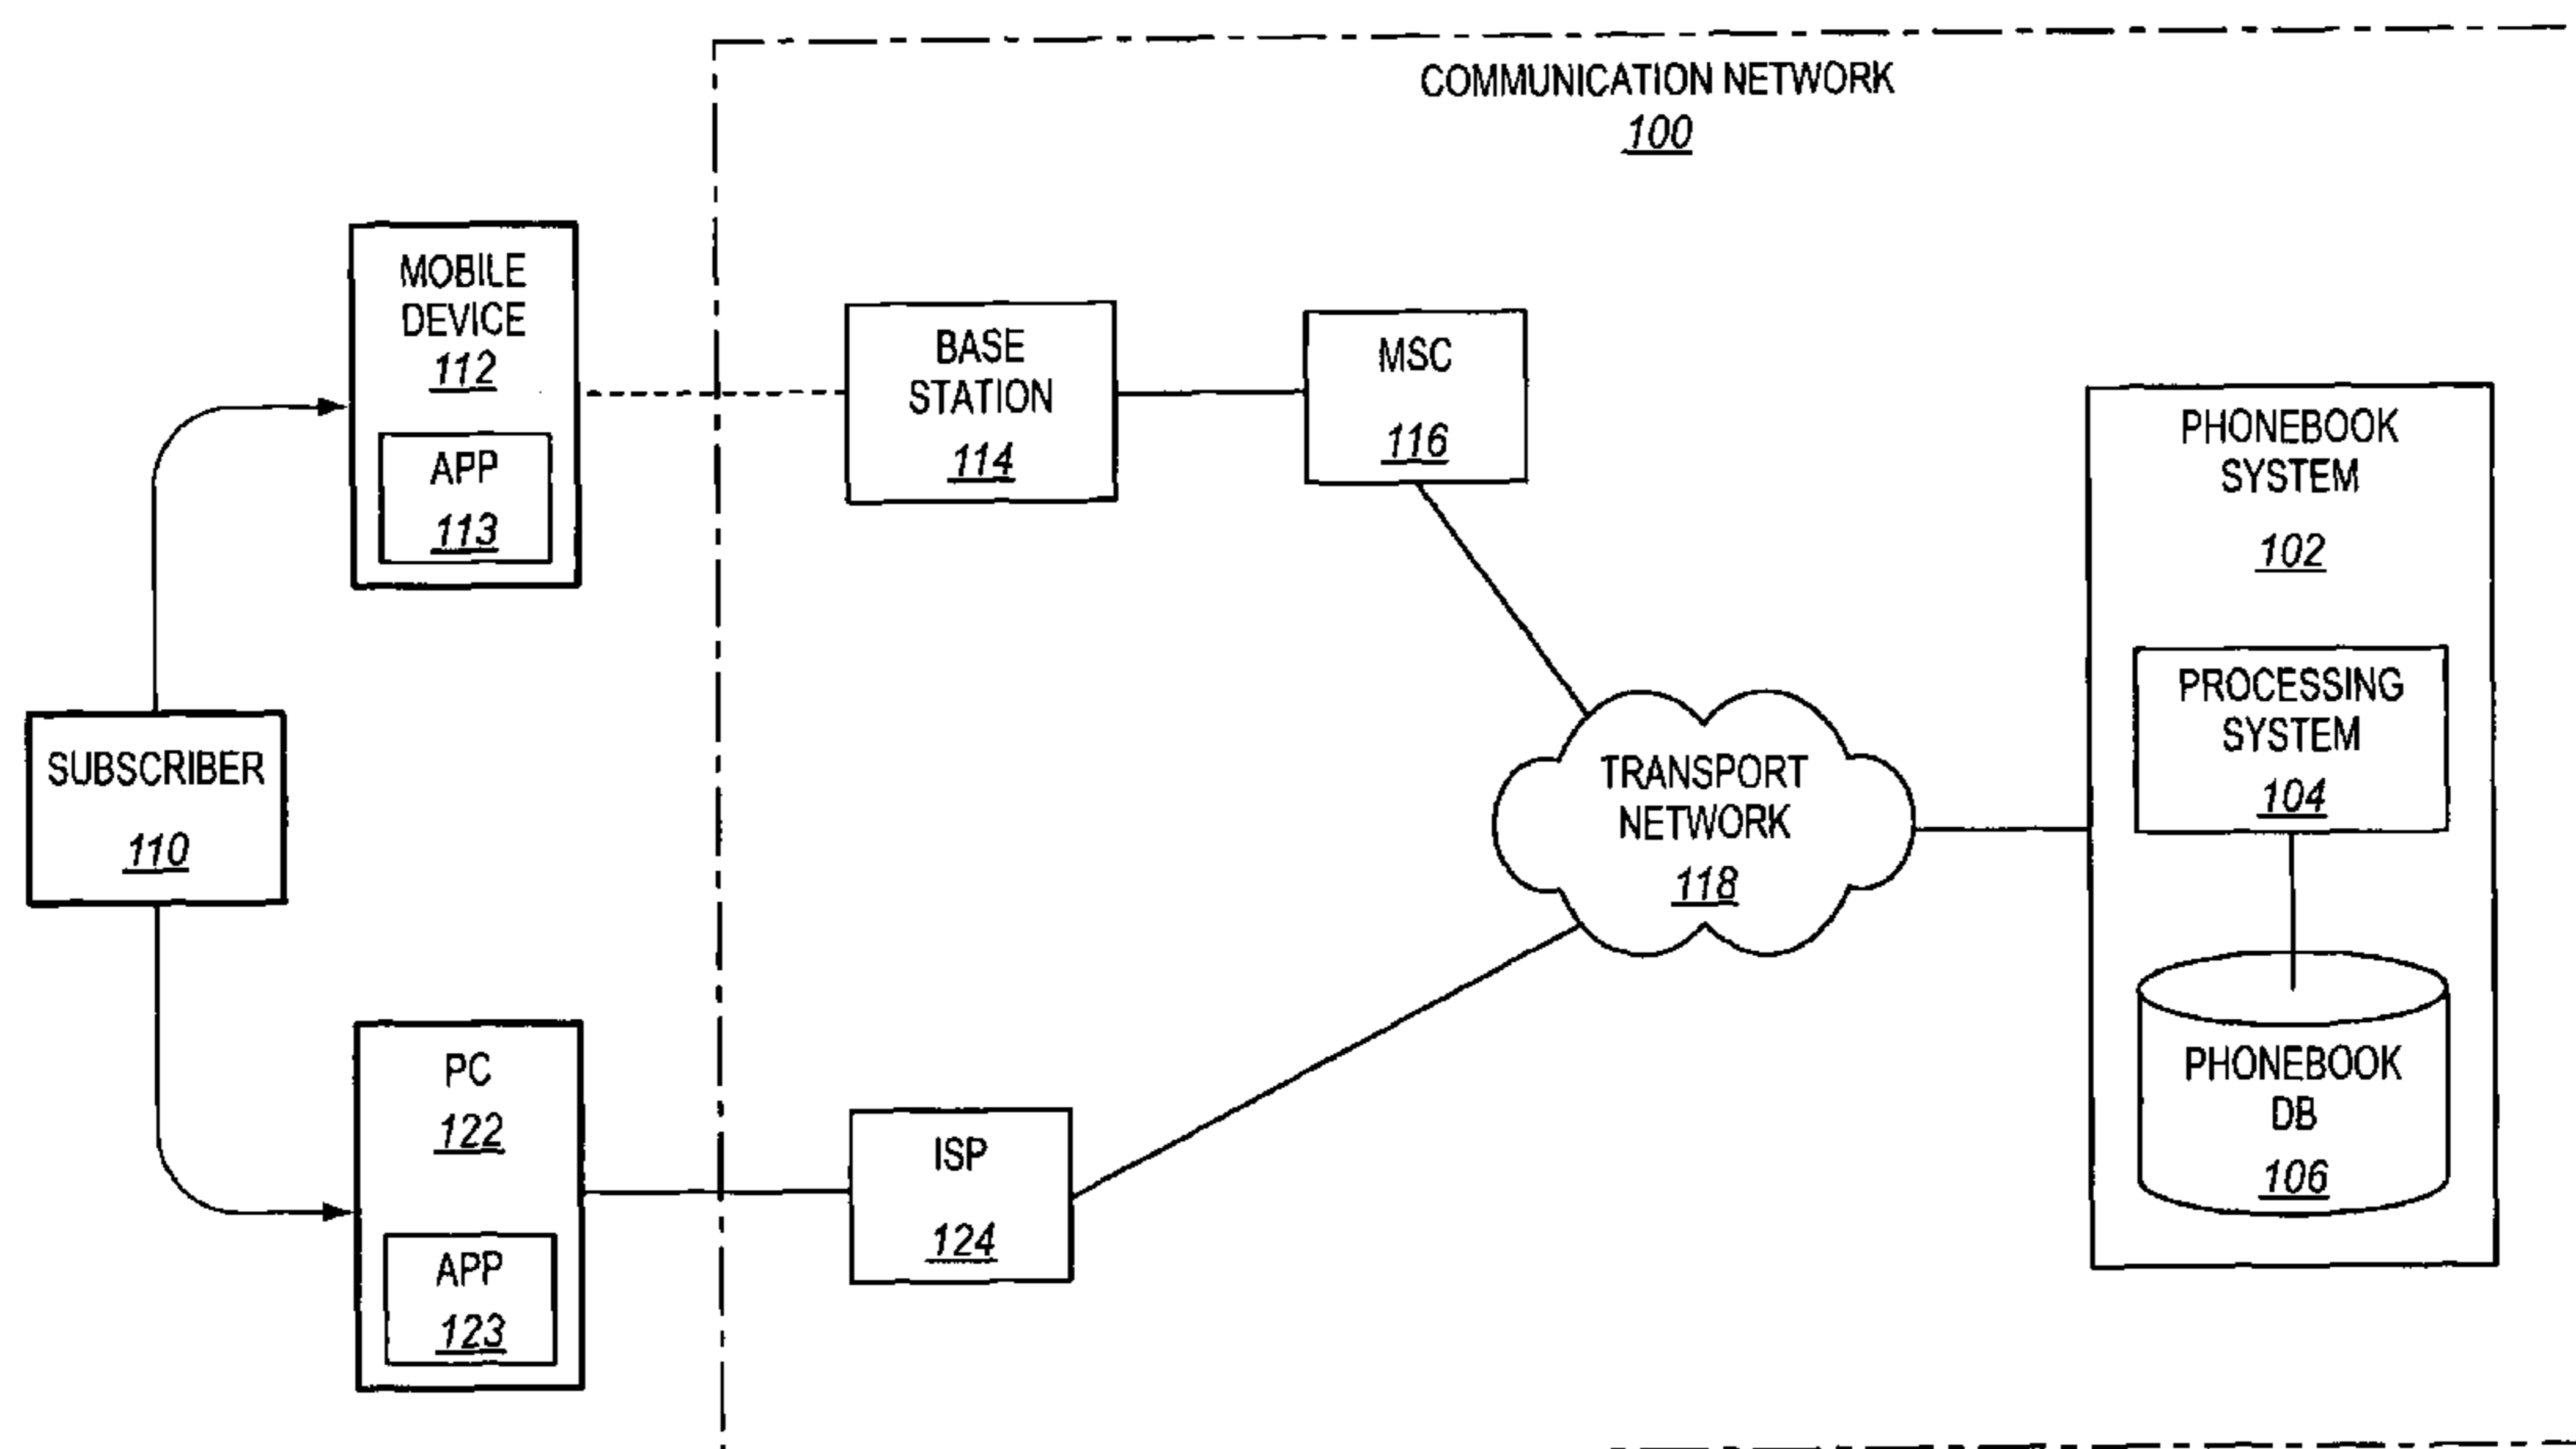 COMMUNICATION NETWORK
100
MOBILE
DEVICE
112
APP
113
BASE
STATION
114
MSC
116
PHONEBOOK
SYSTEM
102
PROCESSING
SYSTEM
104
PHONEBOOK
DB
106
SUBSCRIBER
110
TRANSPORT
NETWORK
118
PC
122
APP
123
ISP
124